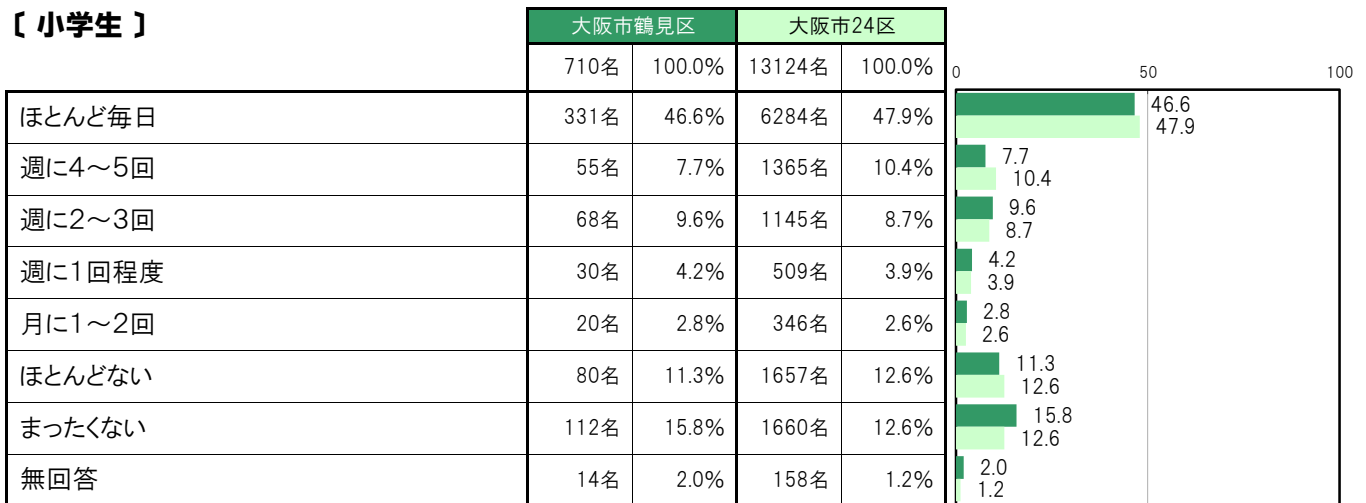 〔 小学生 〕
大阪市鶴見区 大阪市24区
710名 100.0% 13124名 100.0% 0 50 100
ほとんど毎日 331名 46.6% 6284名 47.9% 46.6 47.9
週に4～5回 55名 7.7% 1365名 10.4% 7.7 10.4
週に2～3回 68名 9.6% 1145名 8.7% 9.6 8.7
週に1回程度 30名 4.2% 509名 3.9% 4.2 3.9
月に1～2回 20名 2.8% 346名 2.6% 2.8 2.6
ほとんどない 80名 11.3% 1657名 12.6% 11.3 12.6
まったくない 112名 15.8% 1660名 12.6% 15.8 12.6
無回答 14名 2.0% 158名 1.2% 2.0 1.2